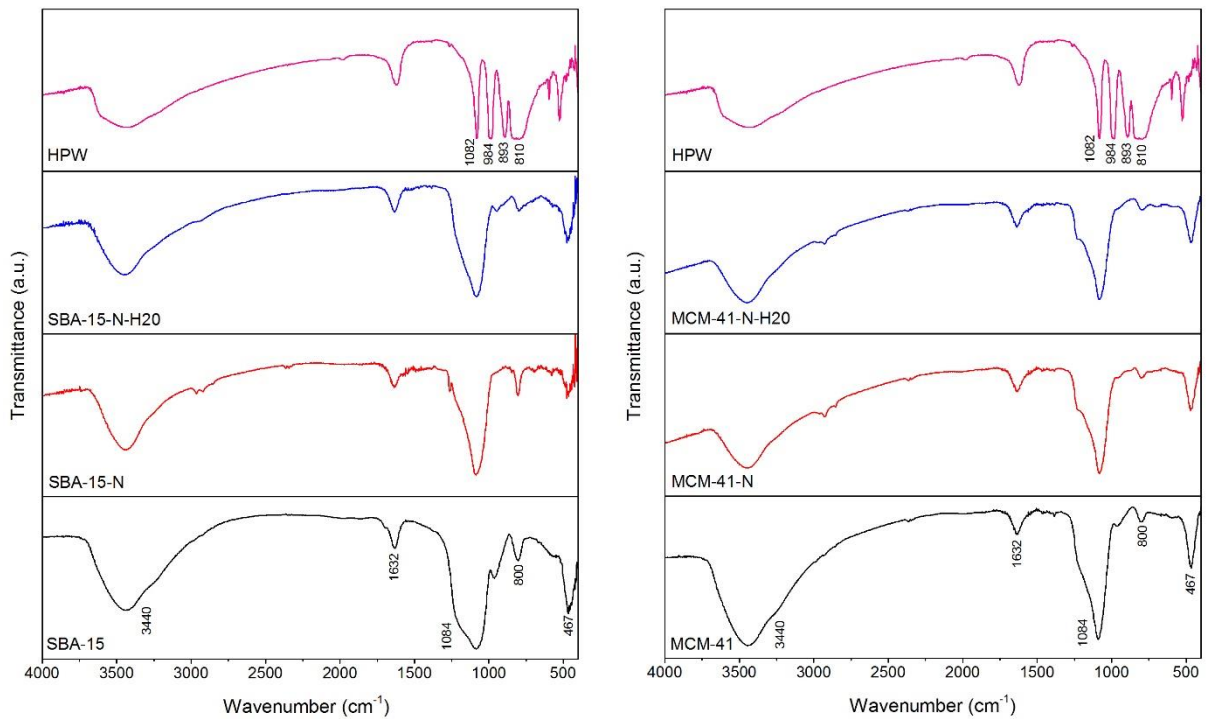 Transmittance (a.u.)
HPW
1082
984
893
810
SBA-15-N-H20
SBA-15-N
SBA-15
3440
1632
1084
800
467
4000 3500 3000 2500 2000 1500 1000 500
Wavenumber (cm⁻¹)
Transmittance (a.u.)
HPW
1082
984
893
810
MCM-41-N-H20
MCM-41-N
MCM-41
3440
1632
1084
800
467
4000 3500 3000 2500 2000 1500 1000 500
Wavenumber (cm⁻¹)